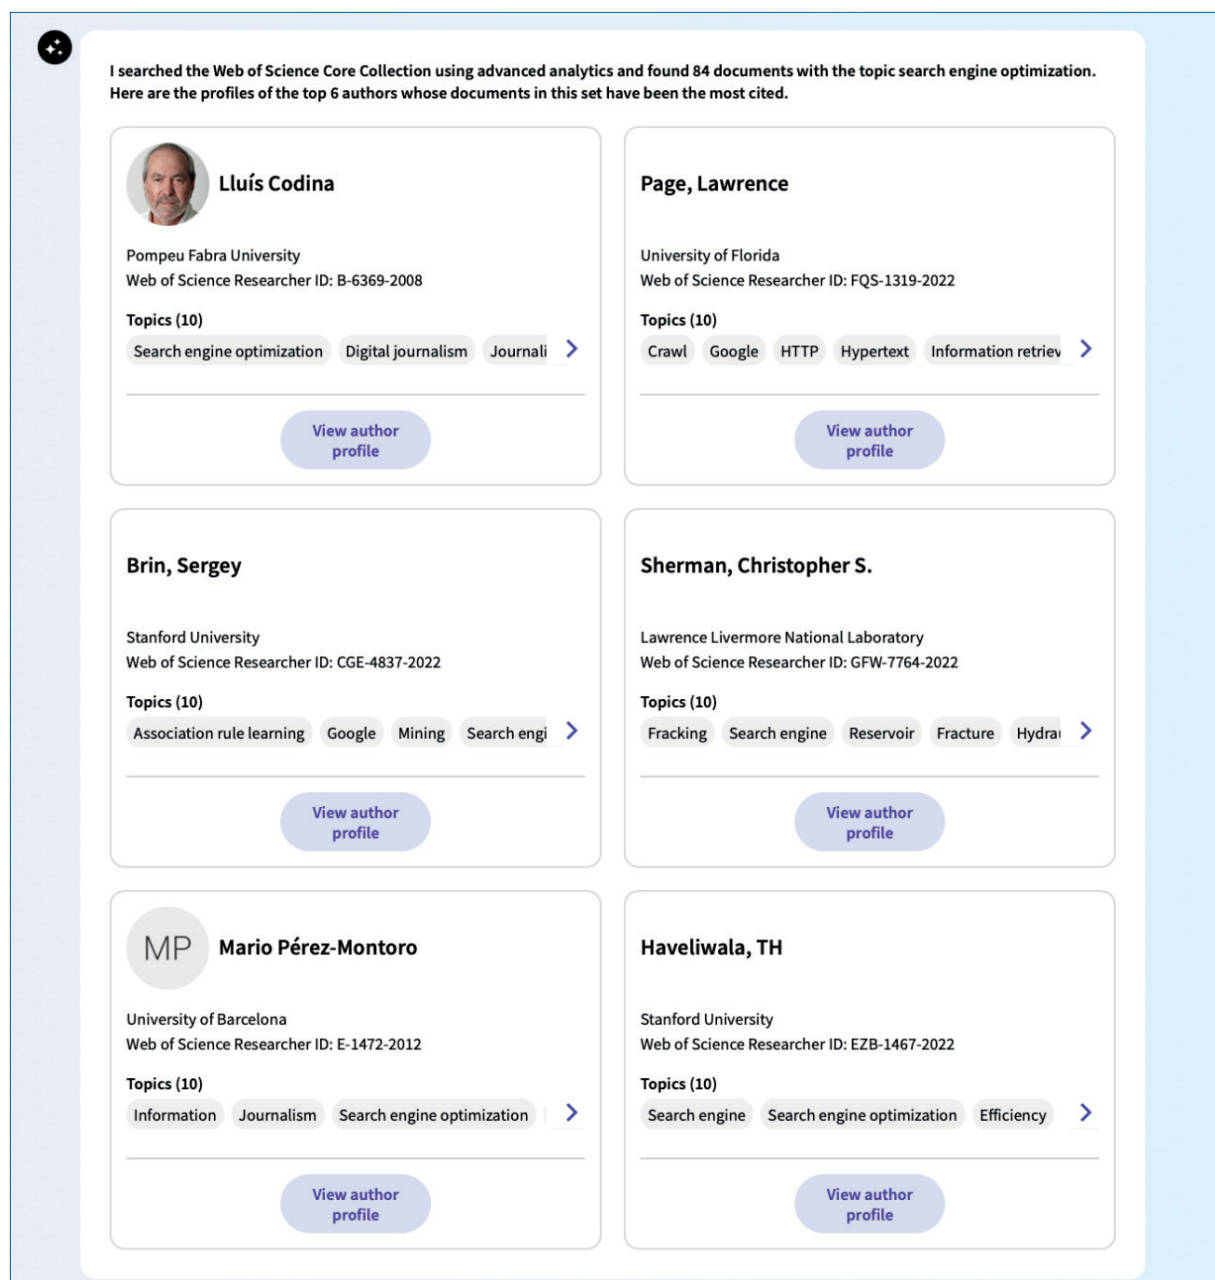 I searched the Web of Science Core Collection using advanced analytics and found 84 documents with the topic search engine optimization.
Here are the profiles of the top 6 authors whose documents in this set have been the most cited.
Lluís Codina
Pompeu Fabra University
Web of Science Researcher ID: B-6369-2008
Topics (10)
Search engine optimization Digital journalism Journali
View author
profile
Page, Lawrence
University of Florida
Web of Science Researcher ID: FQS-1319-2022
Topics (10)
Crawl Google HTTP Hypertext Information retriev
View author
profile
Brin, Sergey
Stanford University
Web of Science Researcher ID: CGE-4837-2022
Topics (10)
Association rule learning Google Mining Search engi
View author
profile
Sherman, Christopher S.
Lawrence Livermore National Laboratory
Web of Science Researcher ID: GFW-7764-2022
Topics (10)
Fracking Search engine Reservoir Fracture Hydrau
View author
profile
MP Mario Pérez-Montoro
University of Barcelona
Web of Science Researcher ID: E-1472-2012
Topics (10)
Information Journalism Search engine optimization
View author
profile
Haveliwala, TH
Stanford University
Web of Science Researcher ID: EZB-1467-2022
Topics (10)
Search engine Search engine optimization Efficiency
View author
profile